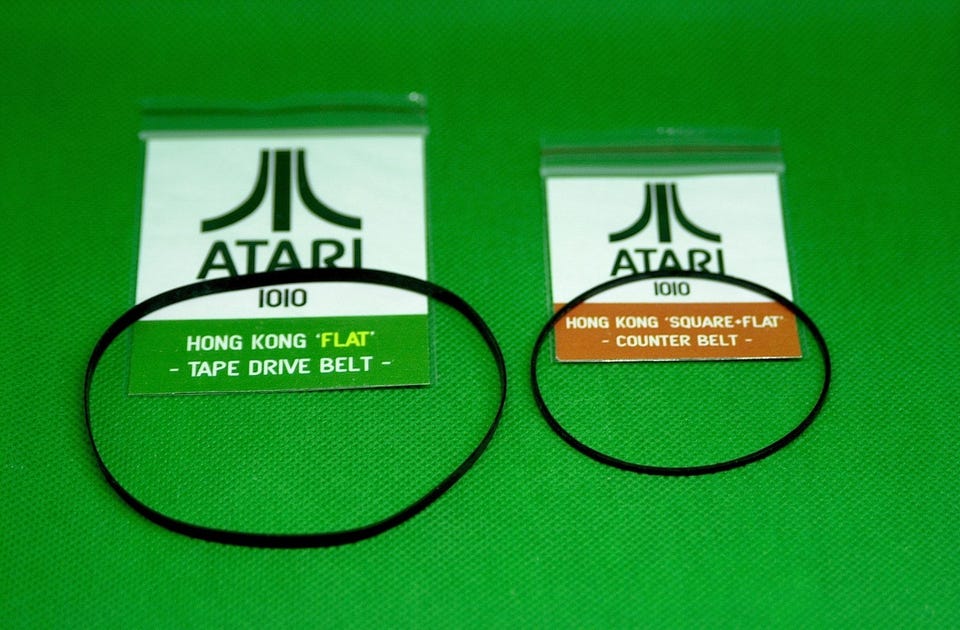 ATARI
1010
HONG KONG 'FLAT'
- TAPE DRIVE BELT -
ATARI
1010
HONG KONG 'SQUARE+FLAT'
- COUNTER BELT -